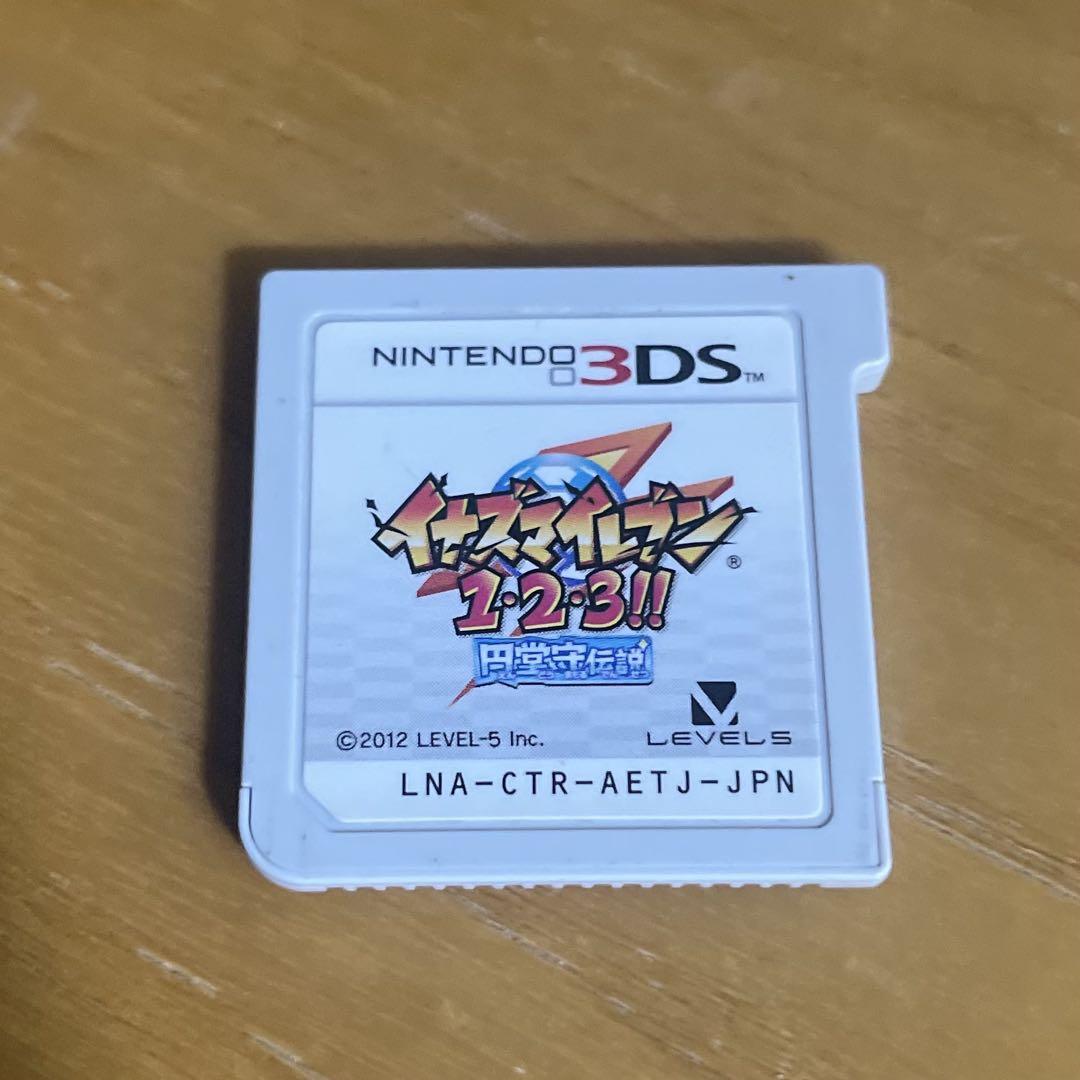 NINTENDO 3DS™
イナズマイレブン®
1・2・3!!
円堂守伝説
©2012 LEVEL-5 Inc.
LEVEL5
LNA-CTR-AETJ-JPN